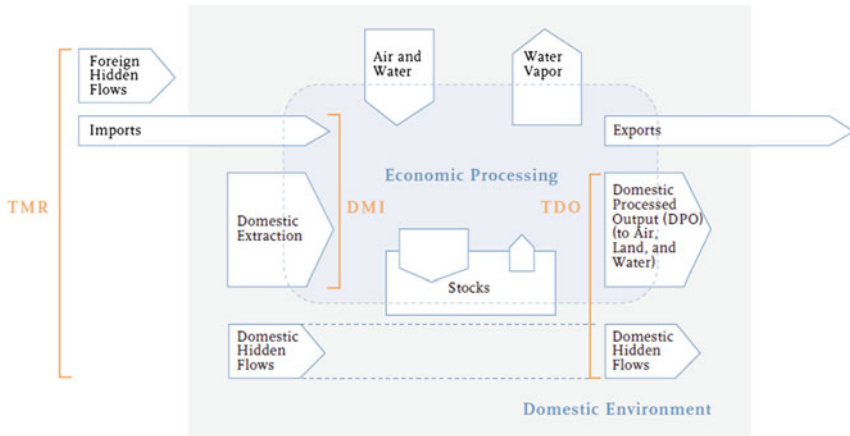 Foreign
Hidden
Flows
Air and
Water
Water
Vapor
Imports
Exports
Economic Processing
TMR
Domestic
Extraction
DMI
TDO
Domestic
Processed
Output (DPO)
(to Air,
Land, and
Water)
Stocks
Domestic
Hidden
Flows
Domestic
Hidden
Flows
Domestic Environment